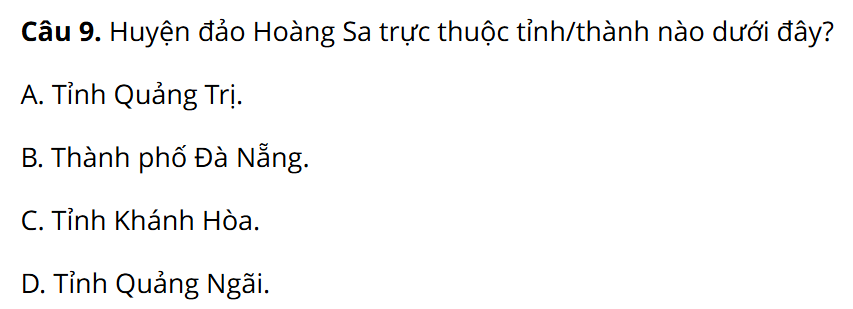 Câu 9. Huyện đảo Hoàng Sa trực thuộc tỉnh/thành nào dưới đây?
A. Tỉnh Quảng Trị.
B. Thành phố Đà Nẵng.
C. Tỉnh Khánh Hòa.
D. Tỉnh Quảng Ngãi.